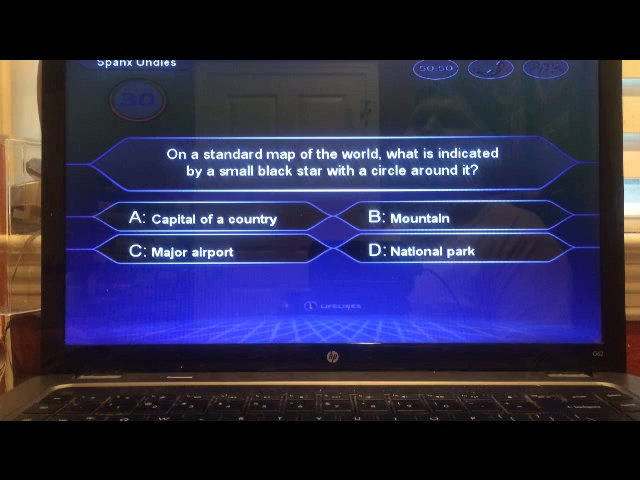 Spanx Undies
50:50
30
On a standard map of the world, what is indicated
by a small black star with a circle around it?
A: Capital of a country
B: Mountain
C: Major airport
D: National park
LIFELINES
hp